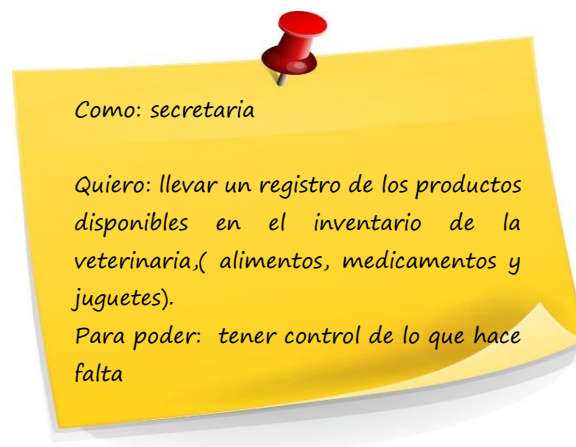 Como: secretaria
Quiero: llevar un registro de los productos
disponibles en el inventario de la
veterinaria,( alimentos, medicamentos y
juguetes).
Para poder: tener control de lo que hace
falta